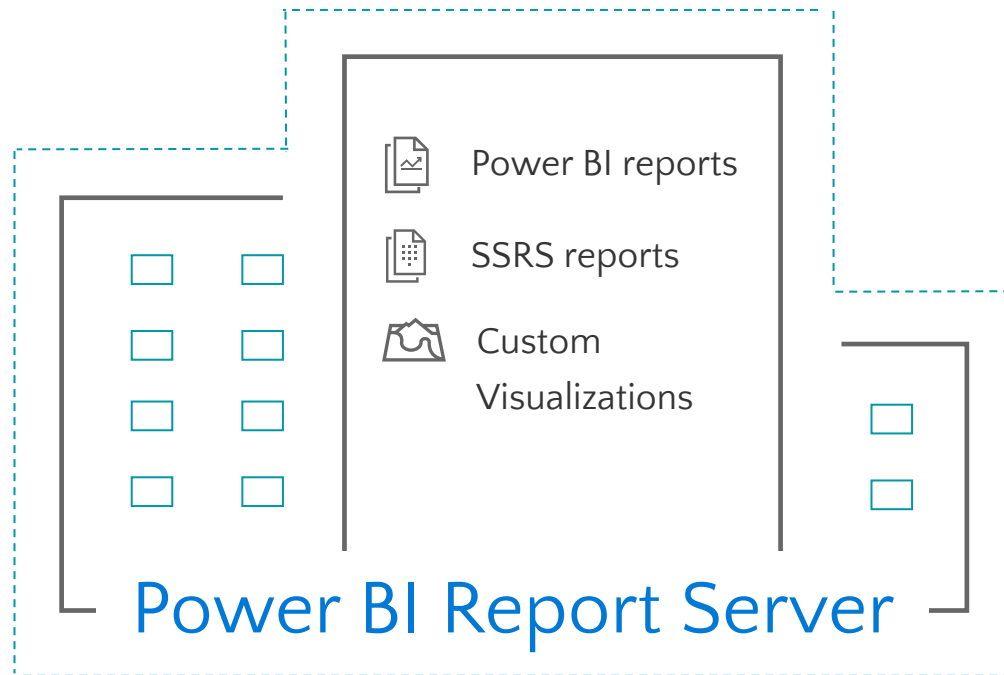 Power BI reports
SSRS reports
Custom
Visualizations
Power BI Report Server